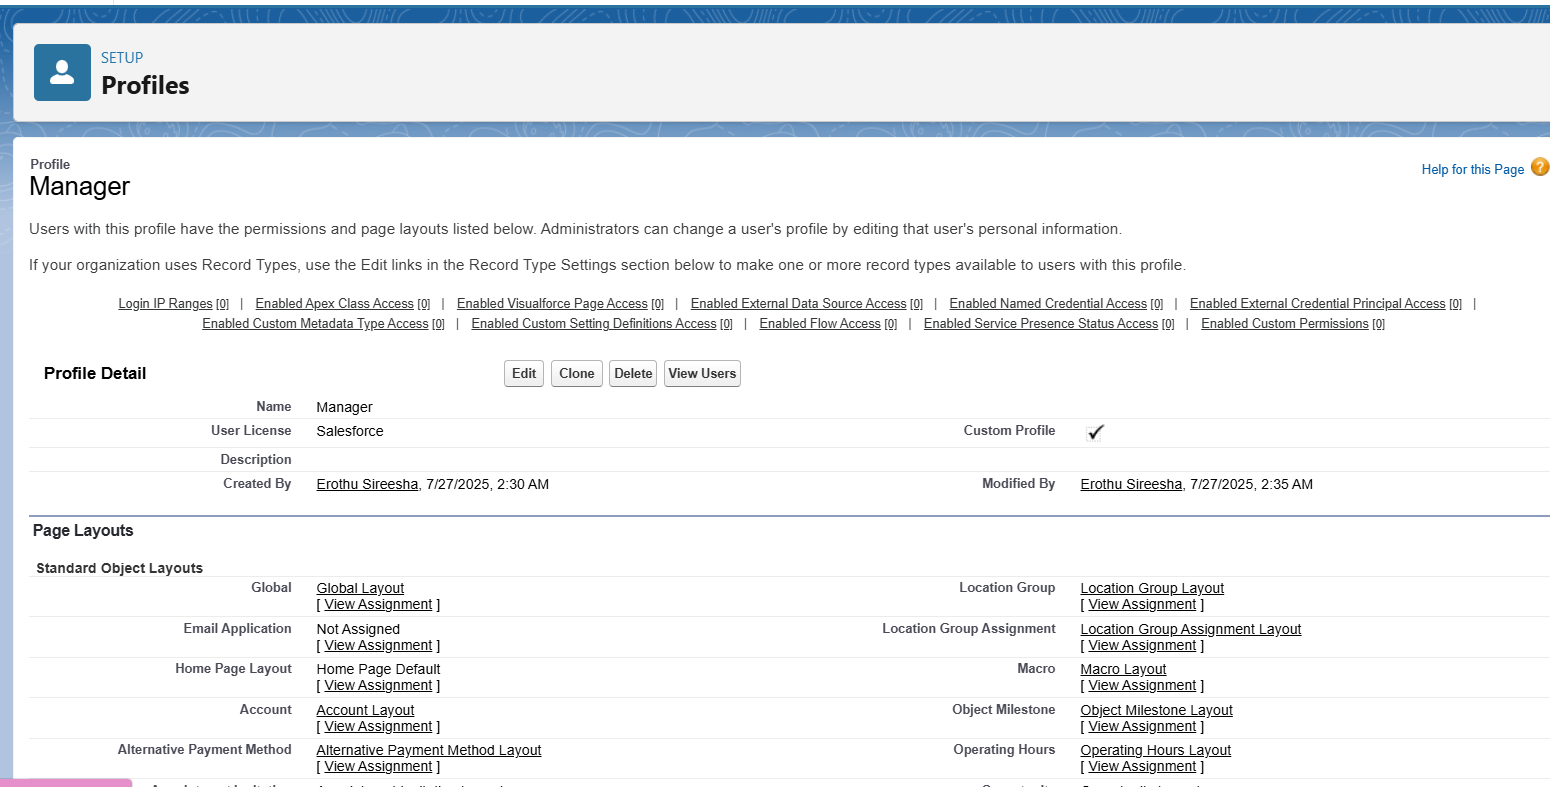 SETUP
Profiles
Profile
Manager
Help for this Page ?
Users with this profile have the permissions and page layouts listed below. Administrators can change a user's profile by editing that user's personal information.
If your organization uses Record Types, use the Edit links in the Record Type Settings section below to make one or more record types available to users with this profile.
Login IP Ranges [0] | Enabled Apex Class Access [0] | Enabled Visualforce Page Access [0] | Enabled External Data Source Access [0] | Enabled Named Credential Access [0] | Enabled External Credential Principal Access [0] |
Enabled Custom Metadata Type Access [0] | Enabled Custom Setting Definitions Access [0] | Enabled Flow Access [0] | Enabled Service Presence Status Access [0] | Enabled Custom Permissions [0]
Profile Detail Edit Clone Delete View Users
Name Manager
User License Salesforce Custom Profile ✓
Description
Created By Erothu Sireesha, 7/27/2025, 2:30 AM Modified By Erothu Sireesha, 7/27/2025, 2:35 AM
Page Layouts
Standard Object Layouts
Global Global Layout Location Group Location Group Layout
[ View Assignment ] [ View Assignment ]
Email Application Not Assigned Location Group Assignment Location Group Assignment Layout
[ View Assignment ] [ View Assignment ]
Home Page Layout Home Page Default Macro Macro Layout
[ View Assignment ] [ View Assignment ]
Account Account Layout Object Milestone Object Milestone Layout
[ View Assignment ] [ View Assignment ]
Alternative Payment Method Alternative Payment Method Layout Operating Hours Operating Hours Layout
[ View Assignment ] [ View Assignment ]